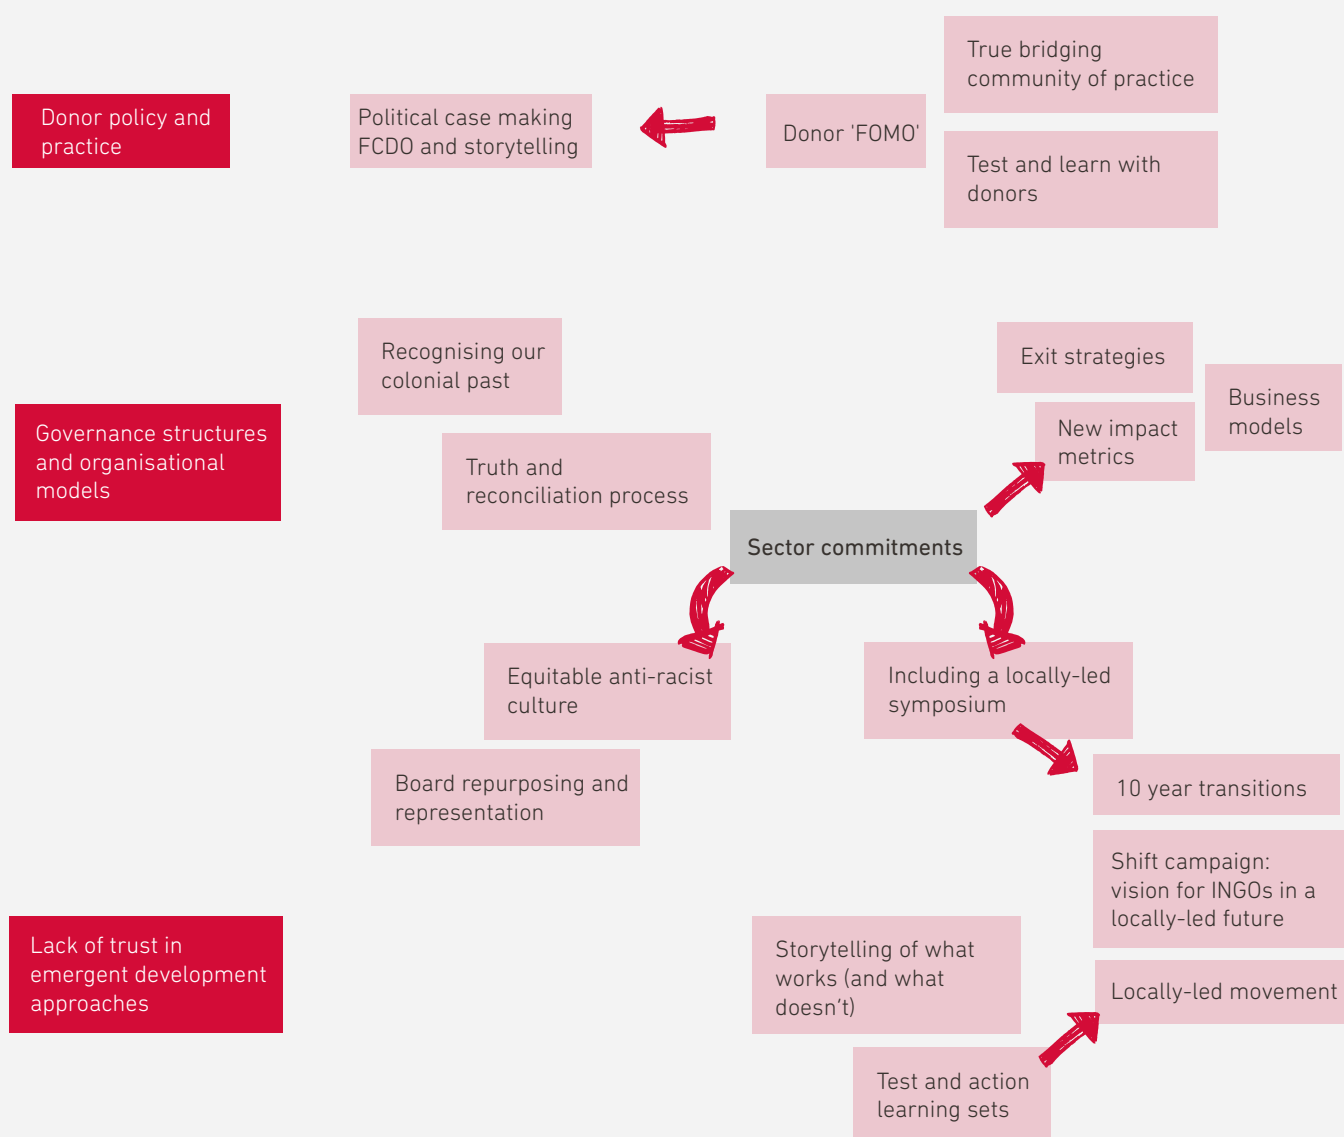 True bridging
community of practice
Donor policy and
practice
Political case making
FCDO and storytelling
Donor 'FOMO'
Test and learn with
donors
Recognising our
colonial past
Exit strategies
Business
models
Governance structures
and organisational
models
New impact
metrics
Truth and
reconciliation process
Sector commitments
Equitable anti-racist
culture
Including a locally-led
symposium
Board repurposing and
representation
10 year transitions
Shift campaign:
vision for INGOs in a
locally-led future
Lack of trust in
emergent development
approaches
Storytelling of what
works (and what
doesn’t)
Locally-led movement
Test and action
learning sets